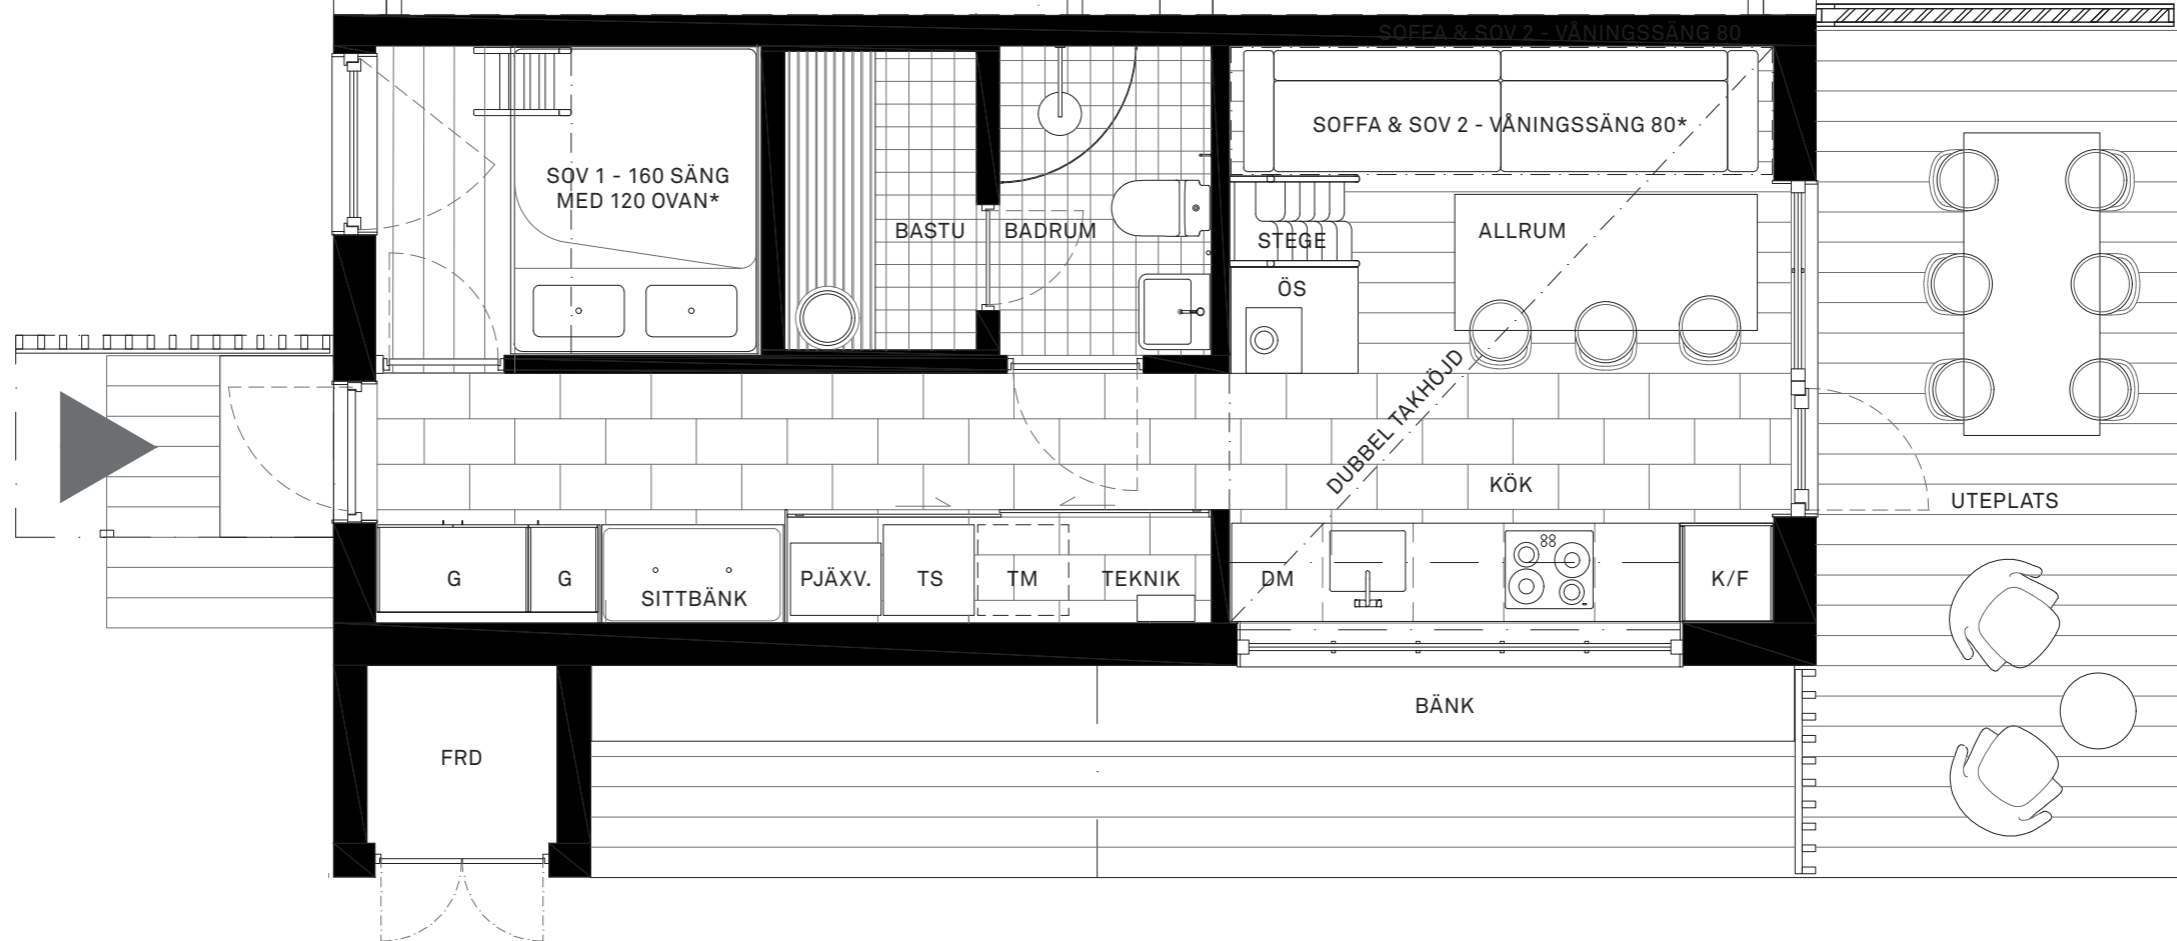 SOFFA & SOV 2 - VÅNINGSSÄNG 80
SOFFA & SOV 2 - VÅNINGSSÄNG 80*
SOV 1 - 160 SÄNG
MED 120 OVAN*
BASTU
BADRUM
STEGE
ALLRUM
ÖS
DUBBEL TAKHÖJD
KÖK
UTEPLATS
G
G
SITTBÄNK
PJÄXV.
TS
TM
TEKNIK
DM
K/F
BÄNK
FRD